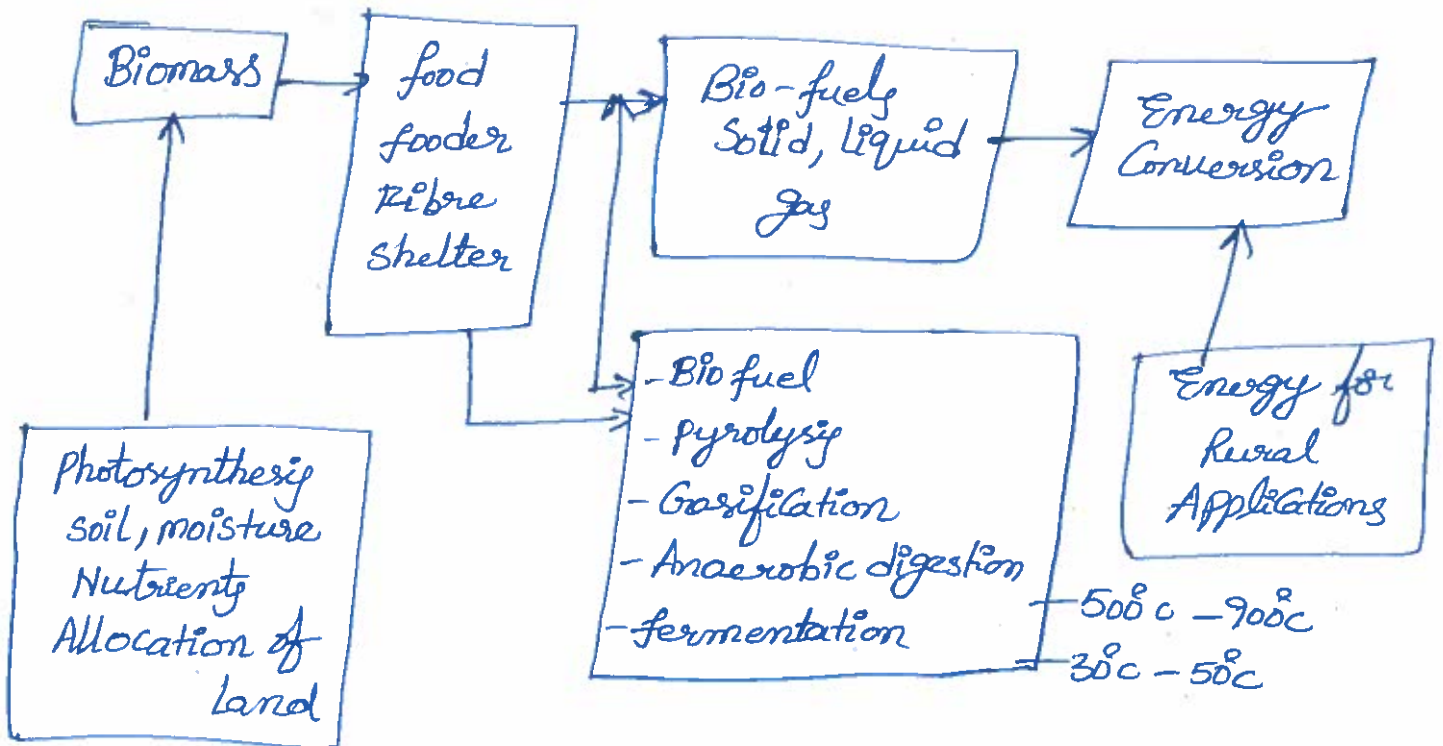 Biomass
food
fooder
Fibre
shelter
Bio-fuels
Solid, liquid
gas
Energy
Conversion
Photosynthesis
soil, moisture
Nutrients
Allocation of
Land
- Bio fuel
- Pyrolysis
- Gasification
- Anaerobic digestion
- fermentation
500°c - 900°c
30°c - 50°c
Energy for
Rural
Applications